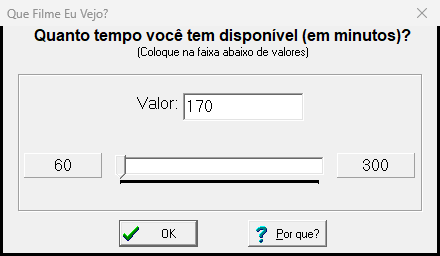 Que Filme Eu Vejo?
Quanto tempo você tem disponível (em minutos)?
(Coloque na faixa abaixo de valores)
Valor: 170
60
300
OK
Por que?